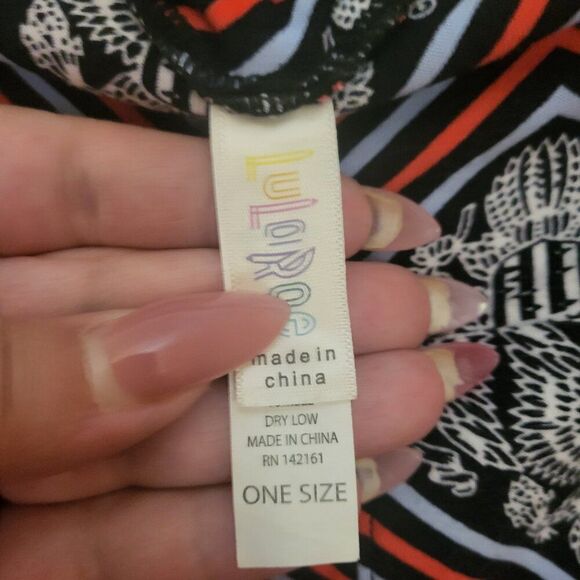 LuLaRoe
made in
china
DRY LOW
MADE IN CHINA
RN 142161
ONE SIZE